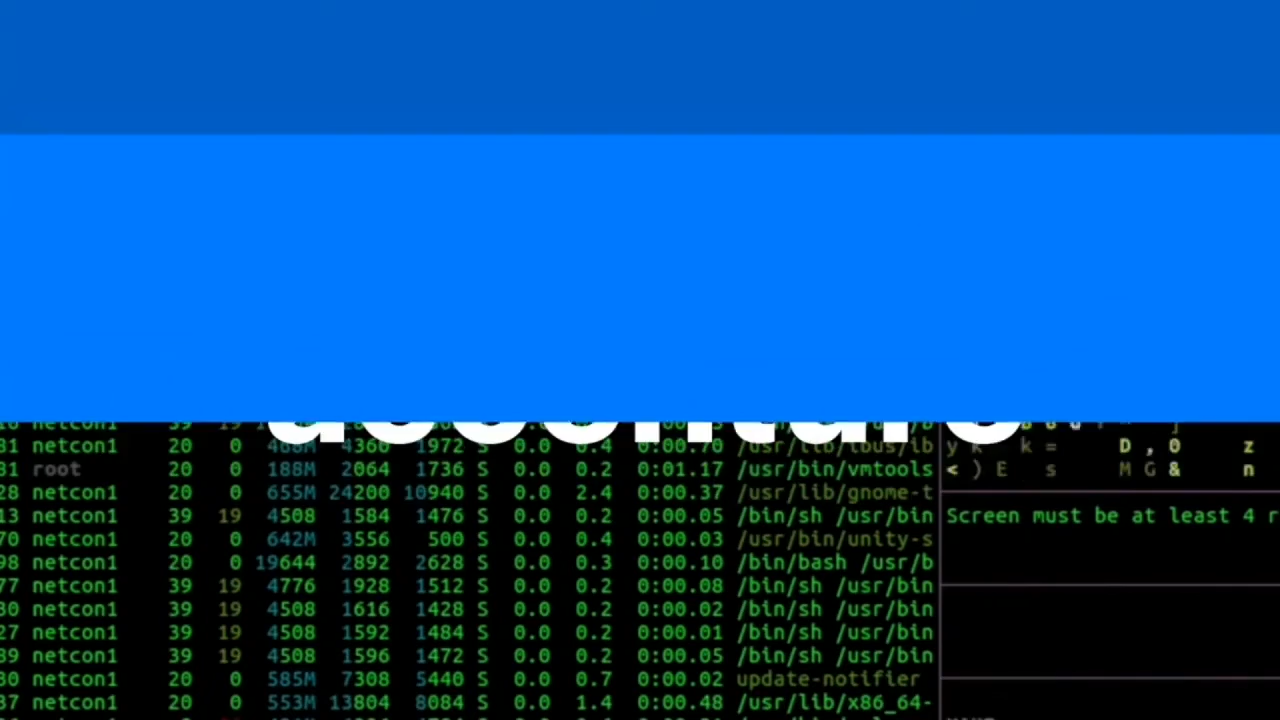 accenture
81 netcon1 20 0 468M 4360 1972 S 0.0 0.4 0:00.70 /usr/lib/ibus/ib
81 root 20 0 188M 2064 1736 S 0.0 0.2 0:01.17 /usr/bin/vmtools
28 netcon1 20 0 655M 24200 10940 S 0.0 2.4 0:00.37 /usr/lib/gnome-t
13 netcon1 39 19 4508 1584 1476 S 0.0 0.2 0:00.05 /bin/sh /usr/bin
70 netcon1 20 0 642M 3556 500 S 0.0 0.4 0:00.03 /usr/bin/unity-s
98 netcon1 20 0 19644 2892 2628 S 0.0 0.3 0:00.10 /bin/bash /usr/b
77 netcon1 39 19 4776 1928 1512 S 0.0 0.2 0:00.08 /bin/sh /usr/bin
30 netcon1 39 19 4508 1616 1428 S 0.0 0.2 0:00.02 /bin/sh /usr/bin
27 netcon1 39 19 4508 1592 1484 S 0.0 0.2 0:00.01 /bin/sh /usr/bin
39 netcon1 39 19 4508 1596 1472 S 0.0 0.2 0:00.05 /bin/sh /usr/bin
30 netcon1 20 0 585M 7308 5440 S 0.0 0.7 0:00.02 update-notifier
37 netcon1 20 0 553M 13804 8084 S 0.0 1.4 0:00.48 /usr/lib/x86_64-
y k k = D , 0 z
< ) E s M G & n
Screen must be at least 4 r